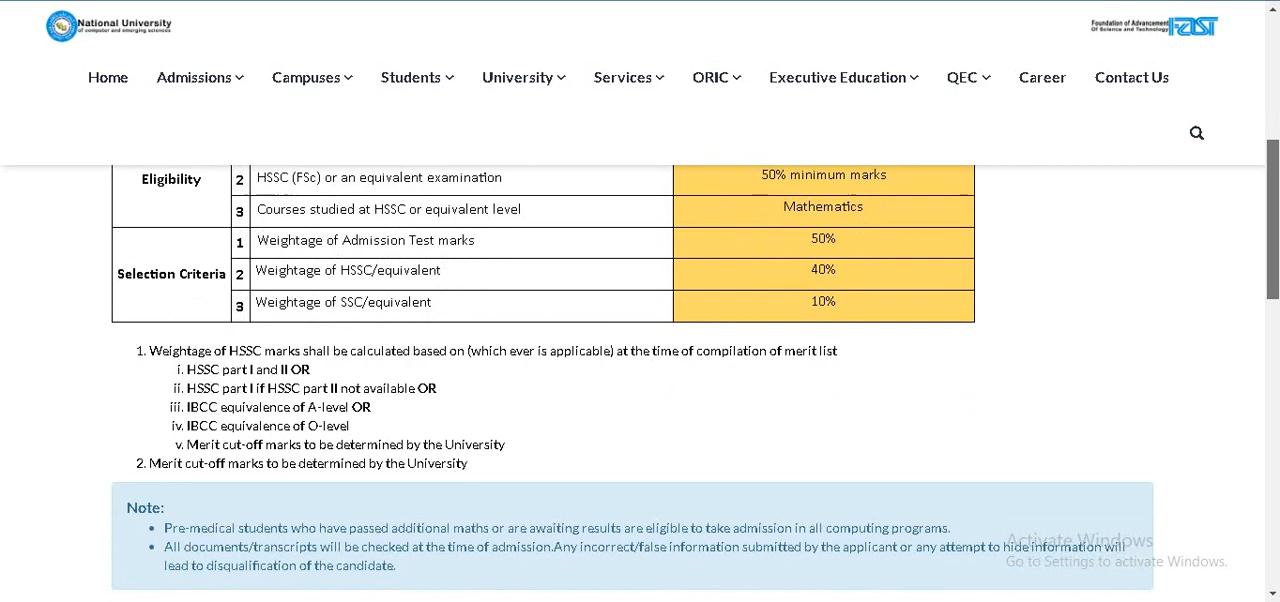 National University
of computer and emerging sciences
Foundation of Advancement
Of Science and Technology
FAST
Home Admissions Campuses Students University Services ORIC Executive Education QEC Career Contact Us
Eligibility
2 HSSC (FSc) or an equivalent examination 50% minimum marks
3 Courses studied at HSSC or equivalent level Mathematics
Selection Criteria
1 Weightage of Admission Test marks 50%
2 Weightage of HSSC/equivalent 40%
3 Weightage of SSC/equivalent 10%
1. Weightage of HSSC marks shall be calculated based on (which ever is applicable) at the time of compilation of merit list
i. HSSC part I and II OR
ii. HSSC part I if HSSC part II not available OR
iii. IBCC equivalence of A-level OR
iv. IBCC equivalence of O-level
v. Merit cut-off marks to be determined by the University
2. Merit cut-off marks to be determined by the University
Note:
• Pre-medical students who have passed additional maths or are awaiting results are eligible to take admission in all computing programs.
• All documents/transcripts will be checked at the time of admission.Any incorrect/false information submitted by the applicant or any attempt to hide information will
lead to disqualification of the candidate.
Activate Windows
Go to Settings to activate Windows.